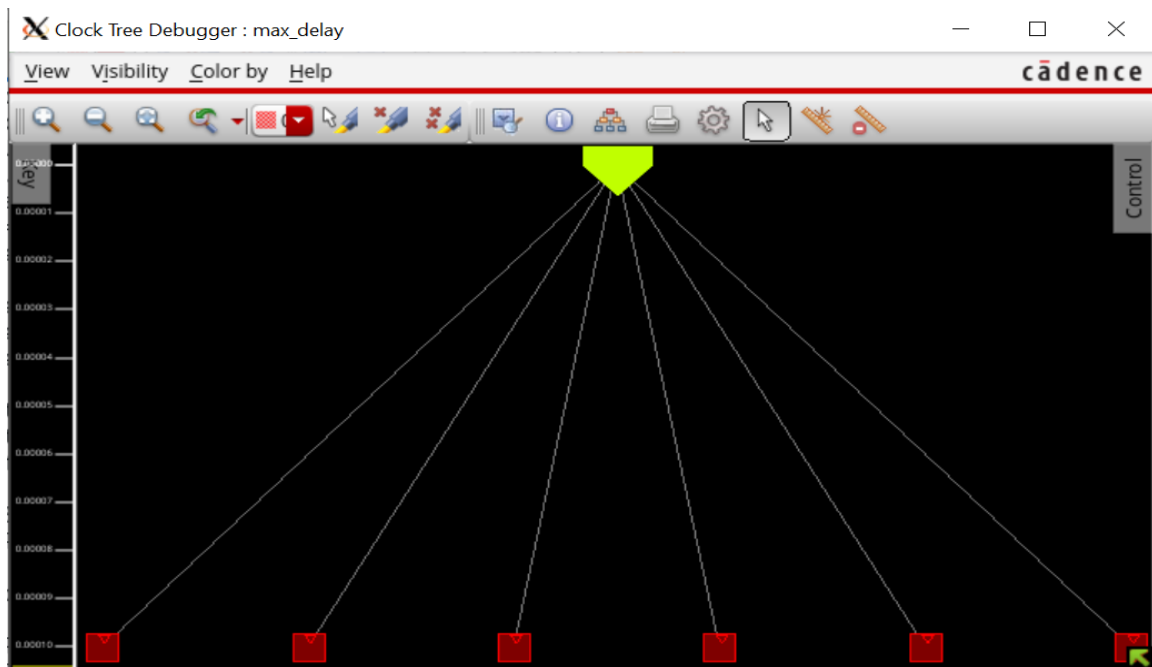 Clock Tree Debugger : max_delay
View Visibility Color by Help
cādence
Key
Control
0.00001
0.00002
0.00003
0.00004
0.00005
0.00006
0.00007
0.00008
0.00009
0.00010